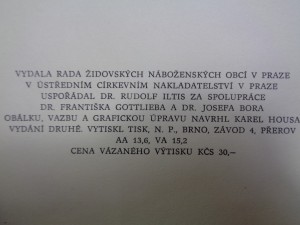 VYDALA RADA ŽIDOVSKÝCH NÁBOŽENSKÝCH OBCÍ V PRAZE
V ÚSTŘEDNÍM CÍRKEVNÍM NAKLADATELSTVÍ V PRAZE
USPOŘÁDAL DR. RUDOLF ILTIS ZA SPOLUPRÁCE
DR. FRANTIŠKA GOTTLIEBA A DR. JOSEFA BORA
OBÁLKU, VAZBU A GRAFICKOU ÚPRAVU NAVRHL KAREL HOUSA
VYDÁNÍ DRUHÉ. VYTISKL TISK, N. P., BRNO, ZÁVOD 4, PŘEROV
AA 13,6, VA 15,2
CENA VÁZANÉHO VÝTISKU KČS 30,–